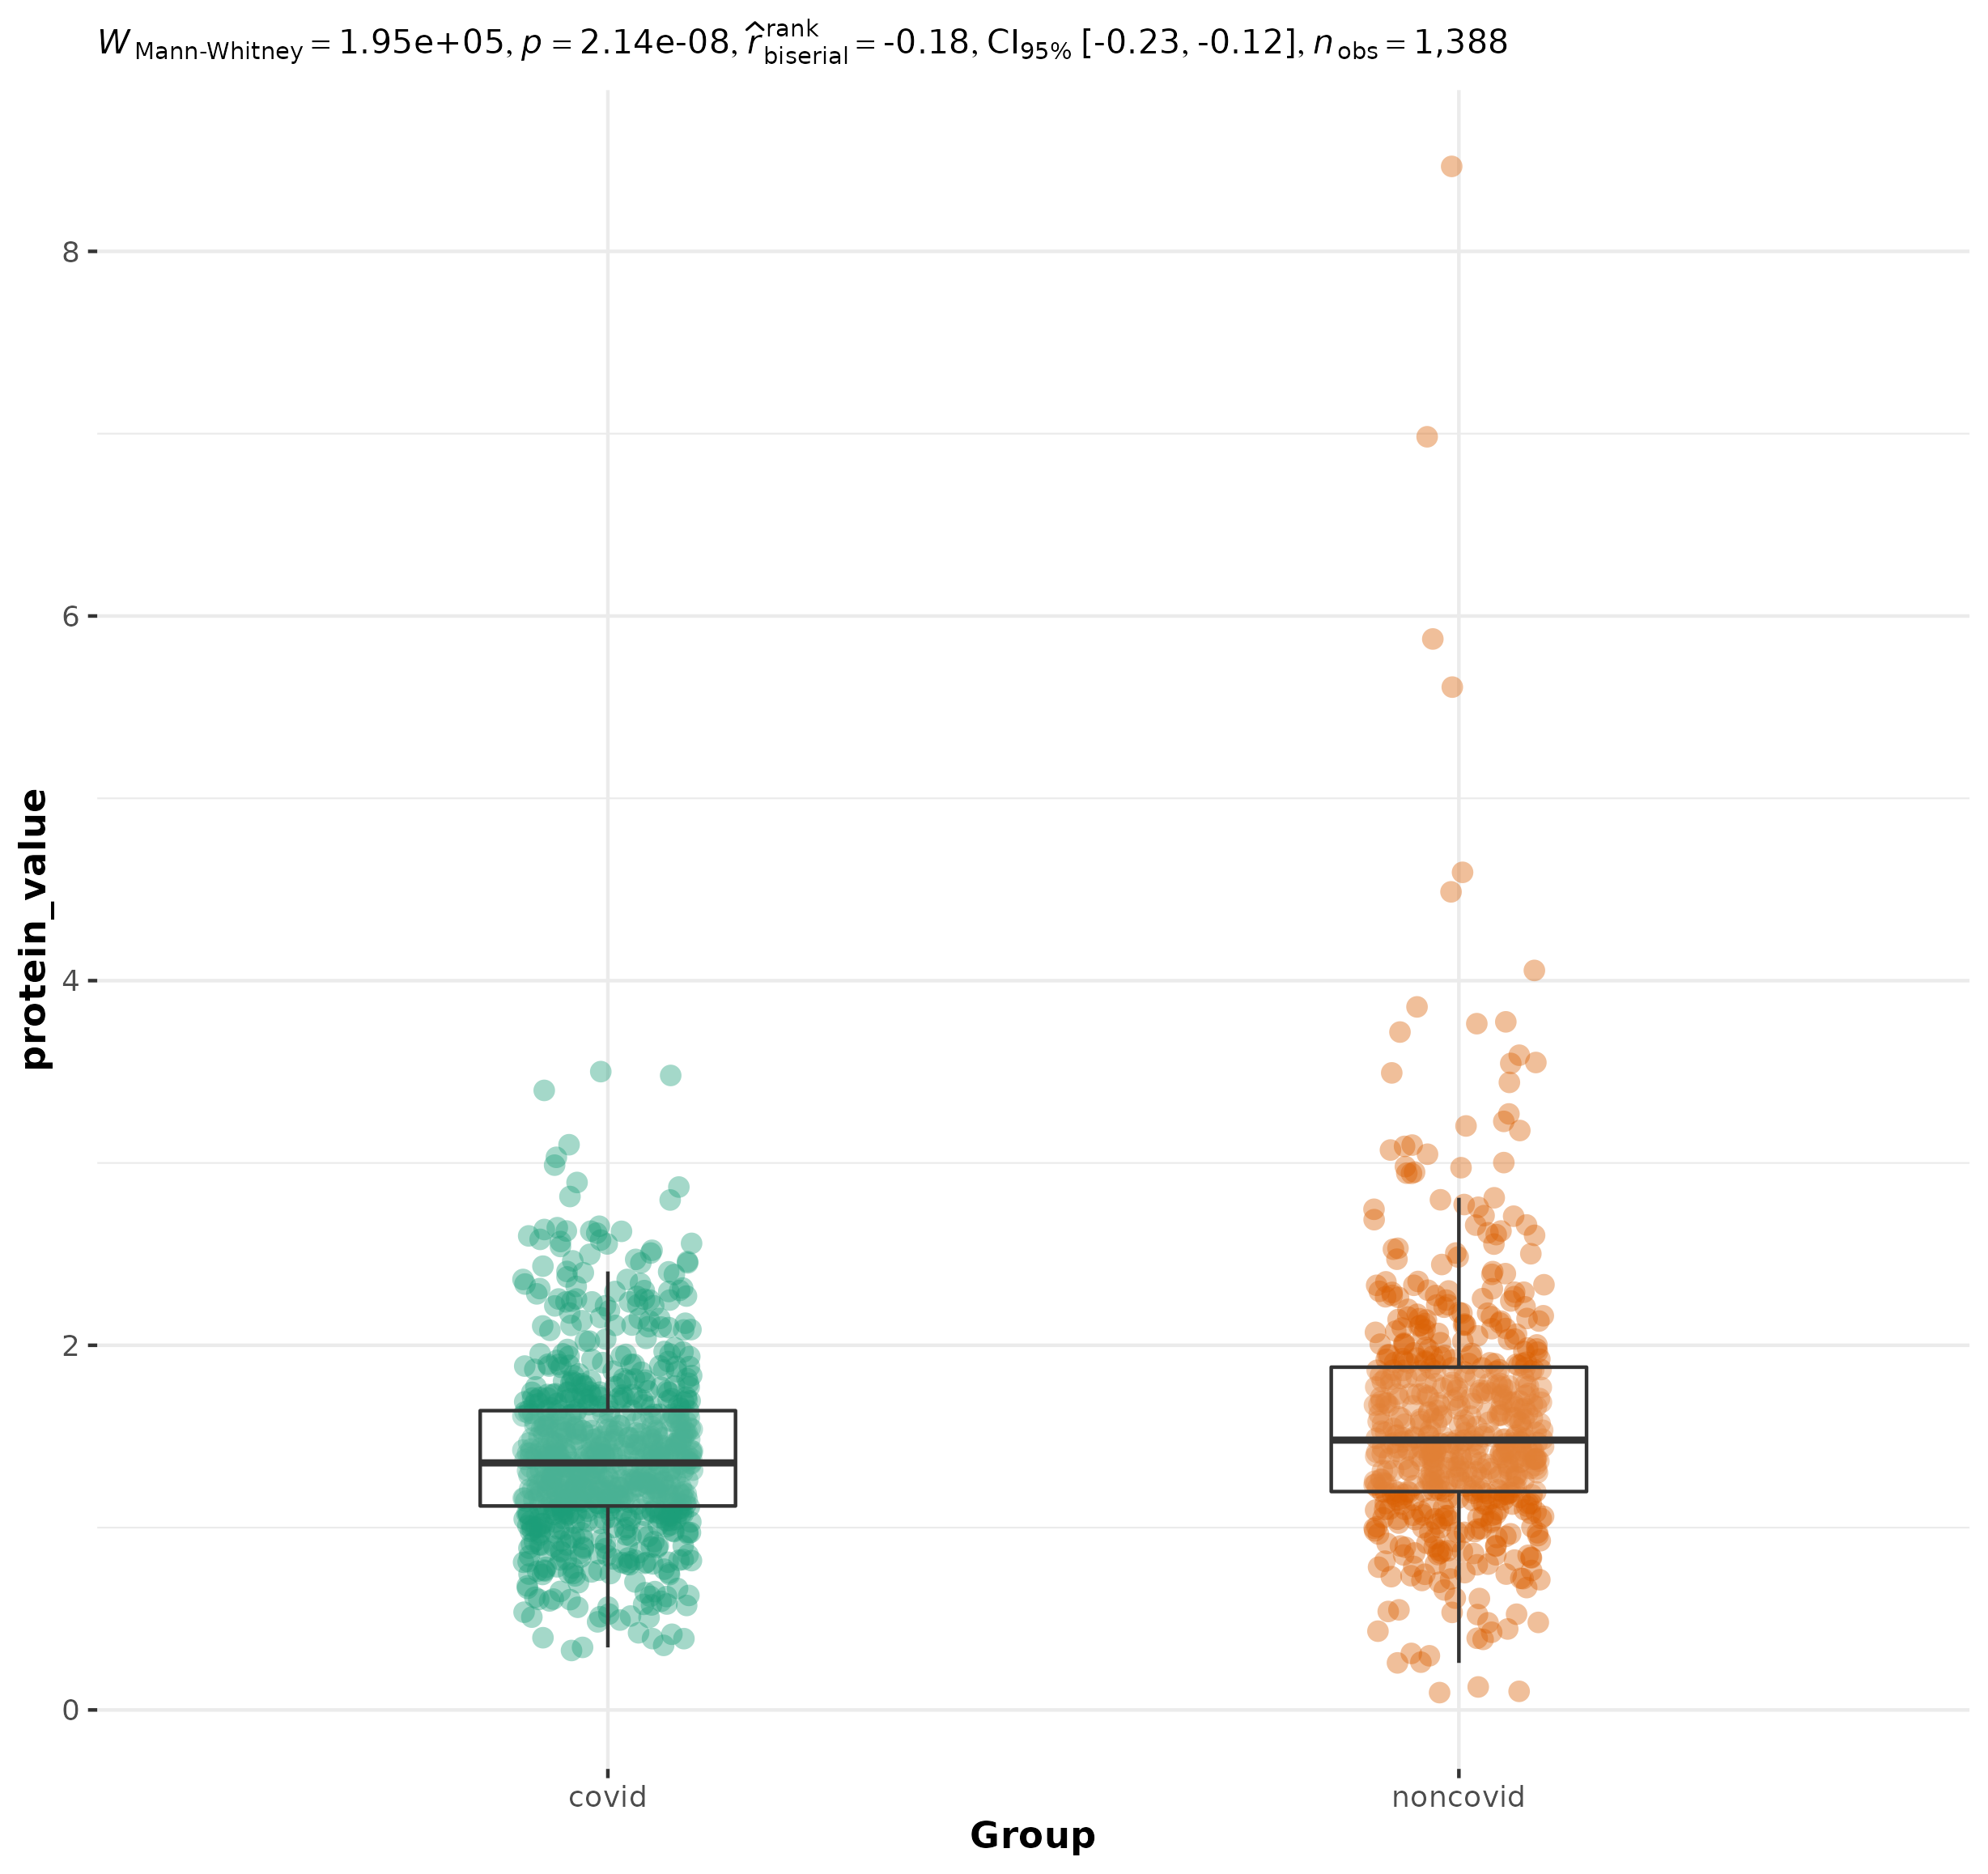 W Mann-Whitney = 1.95e+05, p = 2.14e-08, r̂ rank biserial = -0.18, CI95% [-0.23, -0.12], n obs = 1,388
8
6
4
2
0
protein_value
covid noncovid
Group